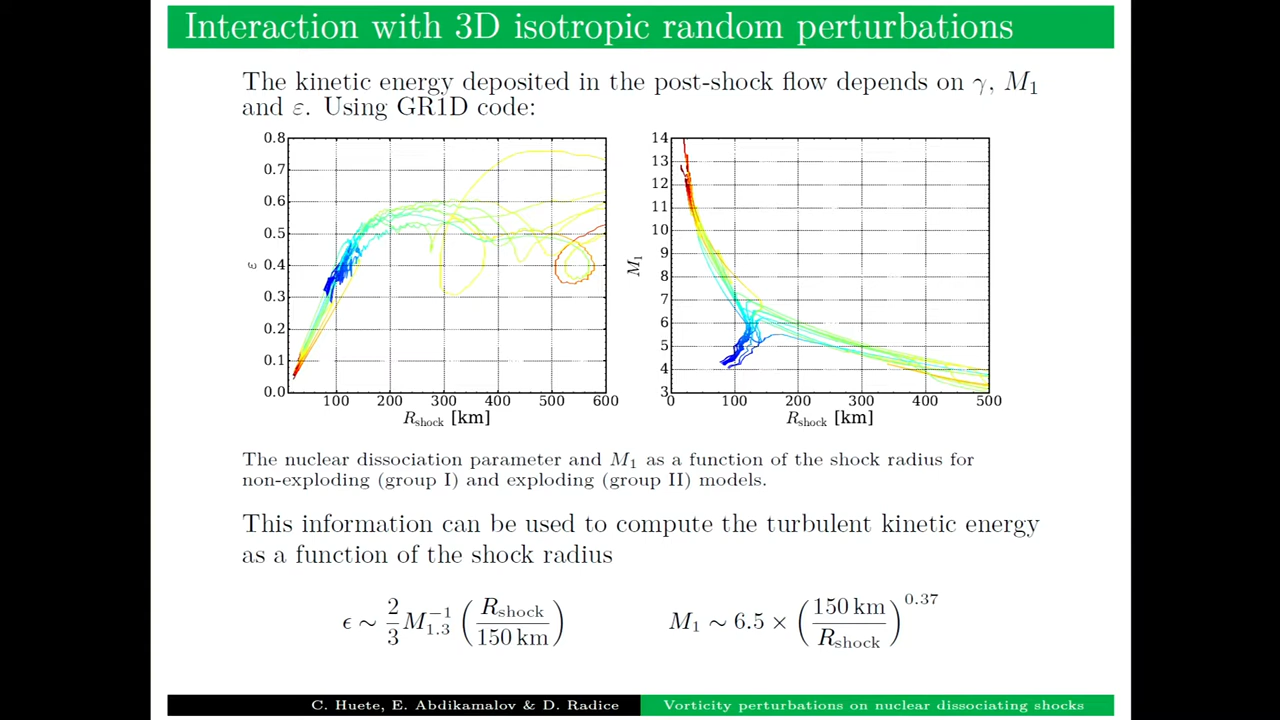 Interaction with 3D isotropic random perturbations
The kinetic energy deposited in the post-shock flow depends on γ, M₁
and ε. Using GR1D code:
0.8
0.7
0.6
0.5
0.4
0.3
0.2
0.1
0.0
ε
100 200 300 400 500 600
R_shock [km]
14
13
12
11
10
9
8
7
6
5
4
3
M₁
0 100 200 300 400 500
R_shock [km]
The nuclear dissociation parameter and M₁ as a function of the shock radius for
non-exploding (group I) and exploding (group II) models.
This information can be used to compute the turbulent kinetic energy
as a function of the shock radius
ϵ ∼ 2/3 M_{1.3}^{−1} (R_shock / 150 km)
M₁ ∼ 6.5 × (150 km / R_shock)^{0.37}
C. Huete, E. Abdikamalov & D. Radice
Vorticity perturbations on nuclear dissociating shocks